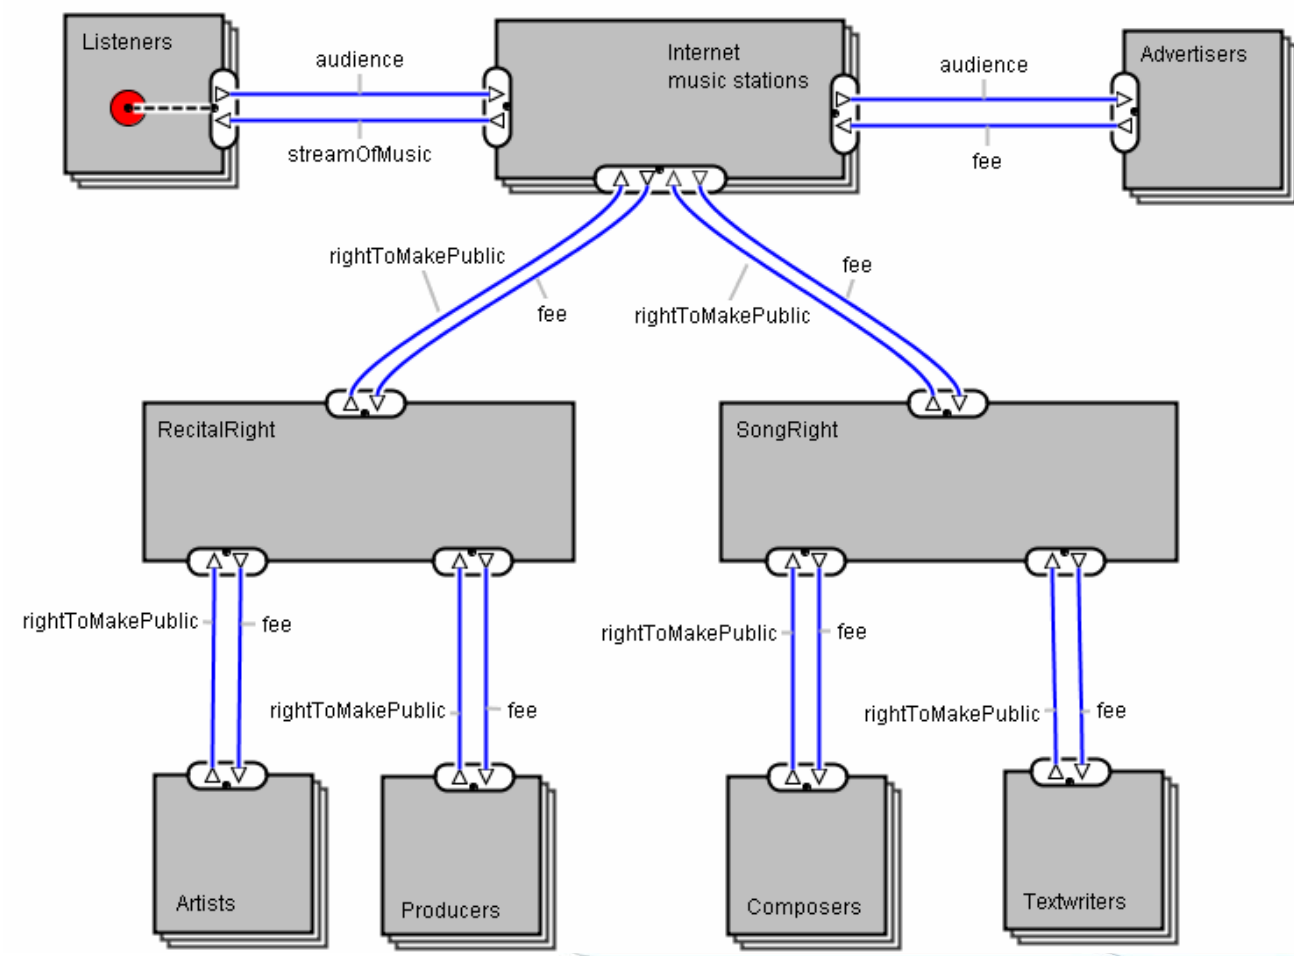 Listeners
audience
streamOfMusic
Internet
music stations
audience
fee
Advertisers
rightToMakePublic
fee
rightToMakePublic
fee
RecitalRight
SongRight
rightToMakePublic
fee
rightToMakePublic
fee
rightToMakePublic
fee
rightToMakePublic
fee
Artists
Producers
Composers
Textwriters